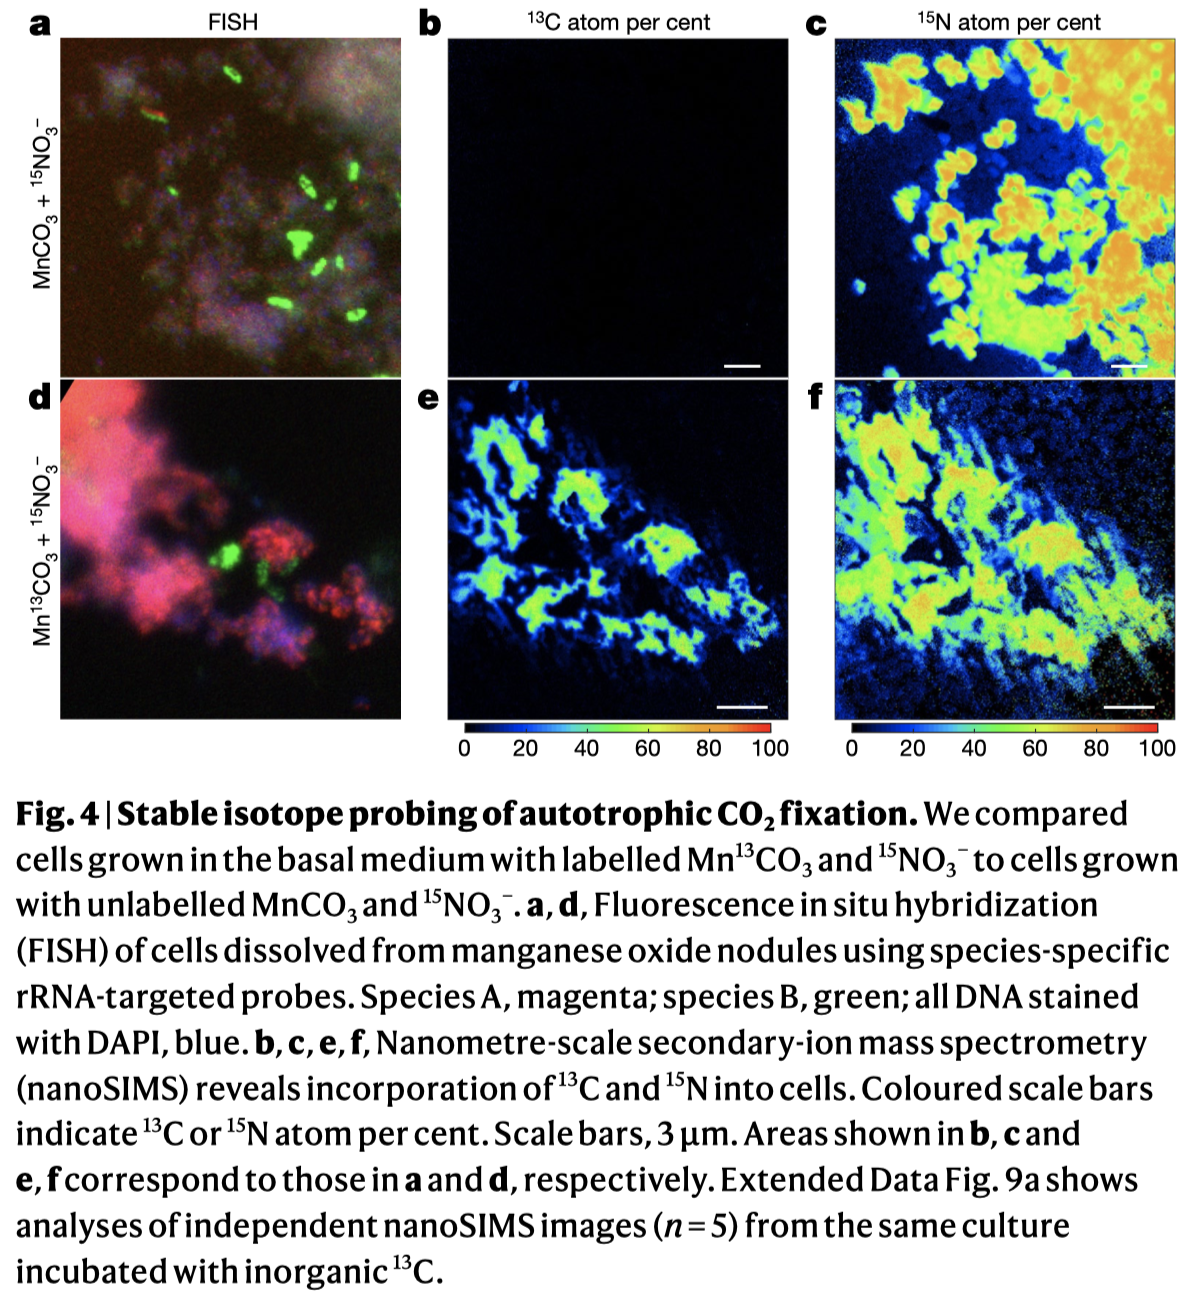 a FISH b ¹³C atom per cent c ¹⁵N atom per cent
MnCO₃ + ¹⁵NO₃⁻
d e f
Mn¹³CO₃ + ¹⁵NO₃⁻
0 20 40 60 80 100 0 20 40 60 80 100
Fig. 4 | Stable isotope probing of autotrophic CO₂ fixation. We compared
cells grown in the basal medium with labelled Mn¹³CO₃ and ¹⁵NO₃⁻ to cells grown
with unlabelled MnCO₃ and ¹⁵NO₃⁻. a, d, Fluorescence in situ hybridization
(FISH) of cells dissolved from manganese oxide nodules using species-specific
rRNA-targeted probes. Species A, magenta; species B, green; all DNA stained
with DAPI, blue. b, c, e, f, Nanometre-scale secondary-ion mass spectrometry
(nanoSIMS) reveals incorporation of ¹³C and ¹⁵N into cells. Coloured scale bars
indicate ¹³C or ¹⁵N atom per cent. Scale bars, 3 μm. Areas shown in b, c and
e, f correspond to those in a and d, respectively. Extended Data Fig. 9a shows
analyses of independent nanoSIMS images (n = 5) from the same culture
incubated with inorganic ¹³C.